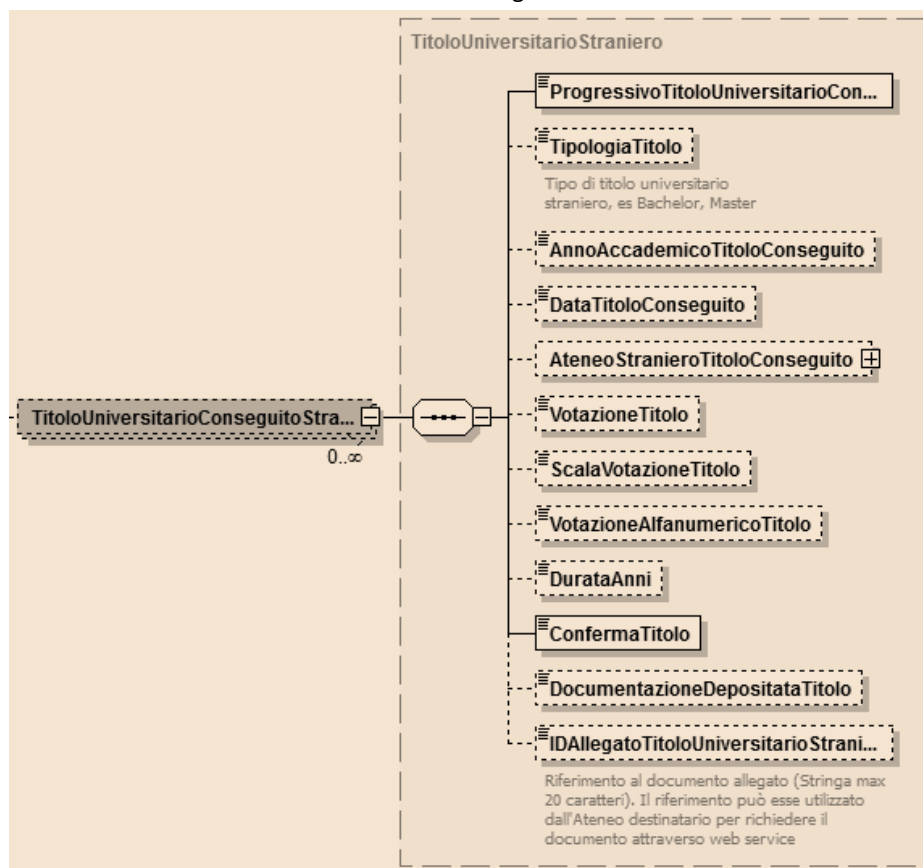 TitoloUniversitarioStraniero
ProgressivoTitoloUniversitarioCon...
TipologiaTitolo
Tipo di titolo universitario
straniero, es Bachelor, Master
AnnoAccademicoTitoloConseguito
DataTitoloConseguito
AteneoStranieroTitoloConseguito
TitoloUniversitarioConseguitoStra...
0..∞
VotazioneTitolo
ScalaVotazioneTitolo
VotazioneAlfanumericoTitolo
DurataAnni
ConfermaTitolo
DocumentazioneDepositataTitolo
IDAllegatoTitoloUniversitarioStrani...
Riferimento al documento allegato (Stringa max
20 caratteri). Il riferimento può esse utilizzato
dall'Ateneo destinatario per richiedere il
documento attraverso web service